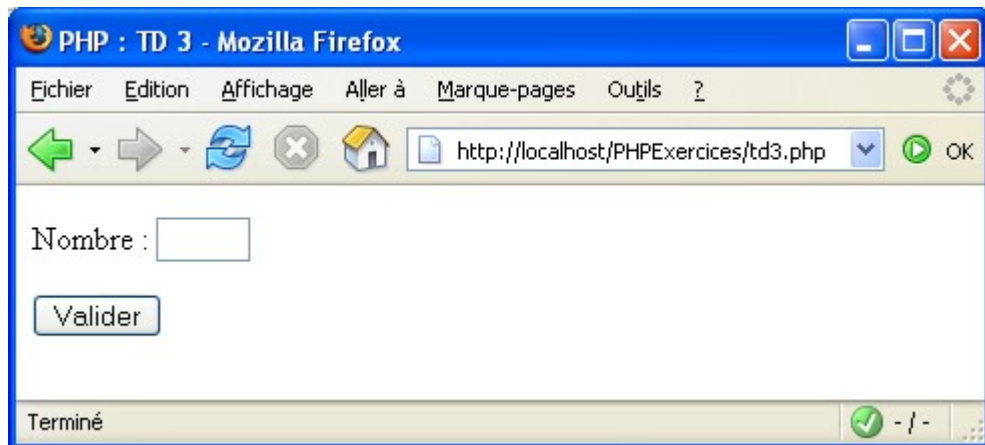 PHP : TD 3 - Mozilla Firefox
Fichier Edition Affichage Aller à Marque-pages Outils ?
http://localhost/PHPExercices/td3.php OK
Nombre :
Valider
Terminé - / -